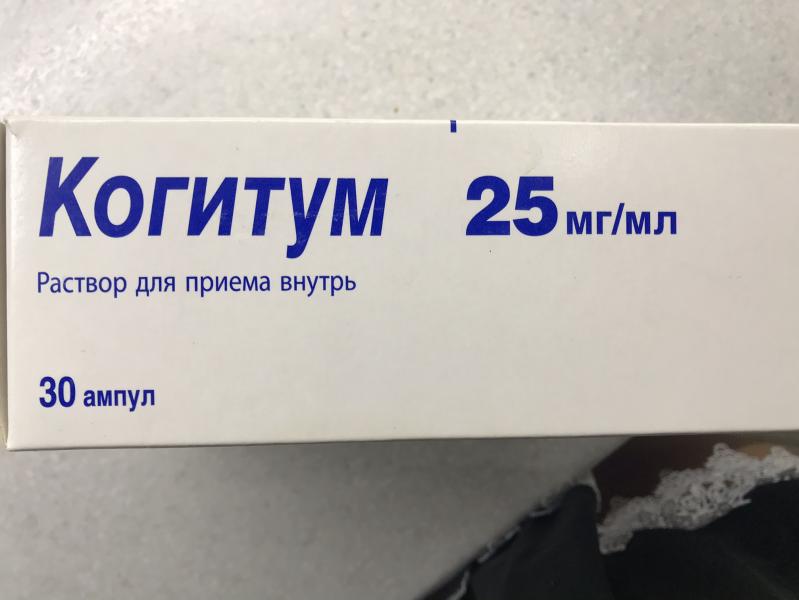 Когитум 25 мг/мл
Раствор для приема внутрь
30 ампул